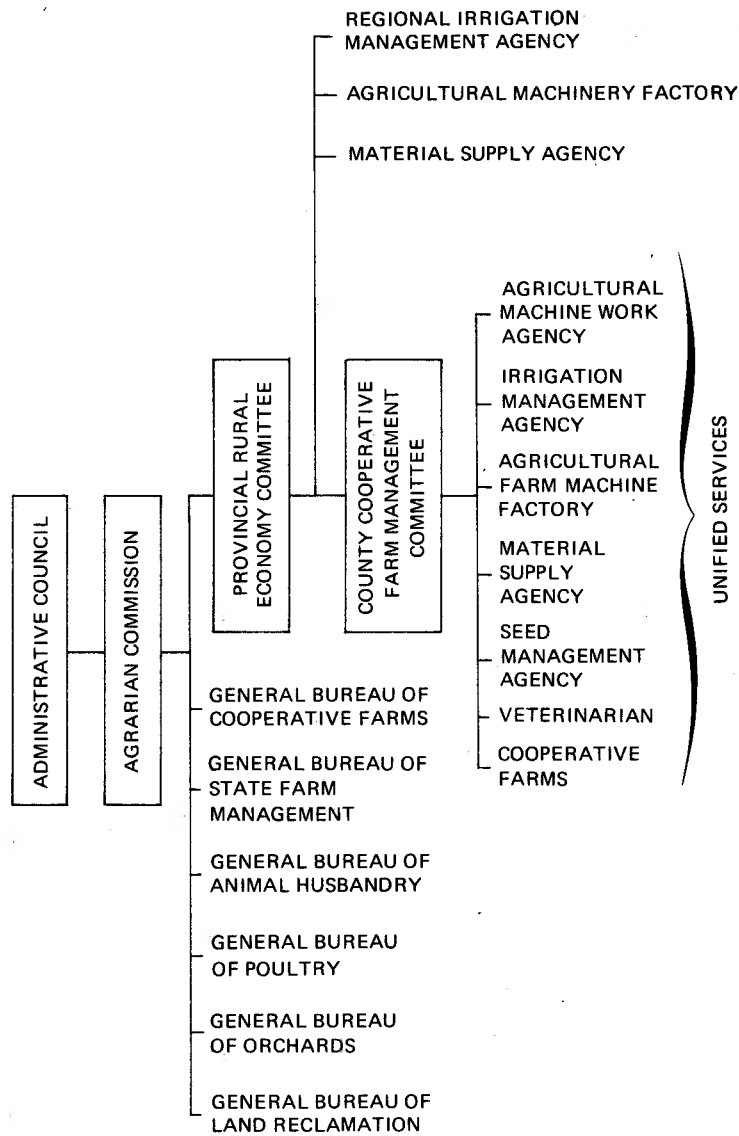 REGIONAL IRRIGATION
MANAGEMENT AGENCY
AGRICULTURAL MACHINERY FACTORY
MATERIAL SUPPLY AGENCY
ADMINISTRATIVE COUNCIL
AGRARIAN COMMISSION
PROVINCIAL RURAL
ECONOMY COMMITTEE
COUNTY COOPERATIVE
FARM MANAGEMENT
COMMITTEE
AGRICULTURAL
MACHINE WORK
AGENCY
IRRIGATION
MANAGEMENT
AGENCY
AGRICULTURAL
FARM MACHINE
FACTORY
MATERIAL
SUPPLY
AGENCY
SEED
MANAGEMENT
AGENCY
VETERINARIAN
COOPERATIVE
FARMS
UNIFIED SERVICES
GENERAL BUREAU OF
COOPERATIVE FARMS
GENERAL BUREAU OF
STATE FARM
MANAGEMENT
GENERAL BUREAU OF
ANIMAL HUSBANDRY
GENERAL BUREAU
OF POULTRY
GENERAL BUREAU
OF ORCHARDS
GENERAL BUREAU OF
LAND RECLAMATION